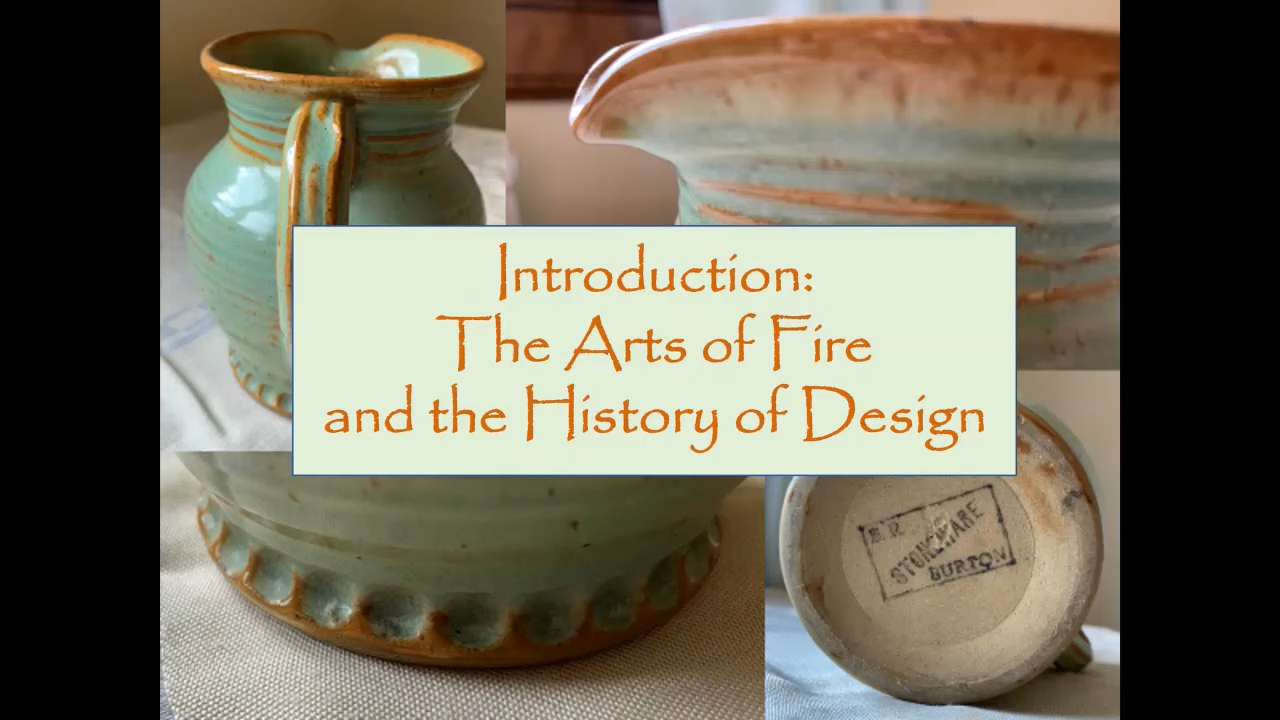 Introduction:
The Arts of Fire
and the History of Design
STONEWARE
BURTON